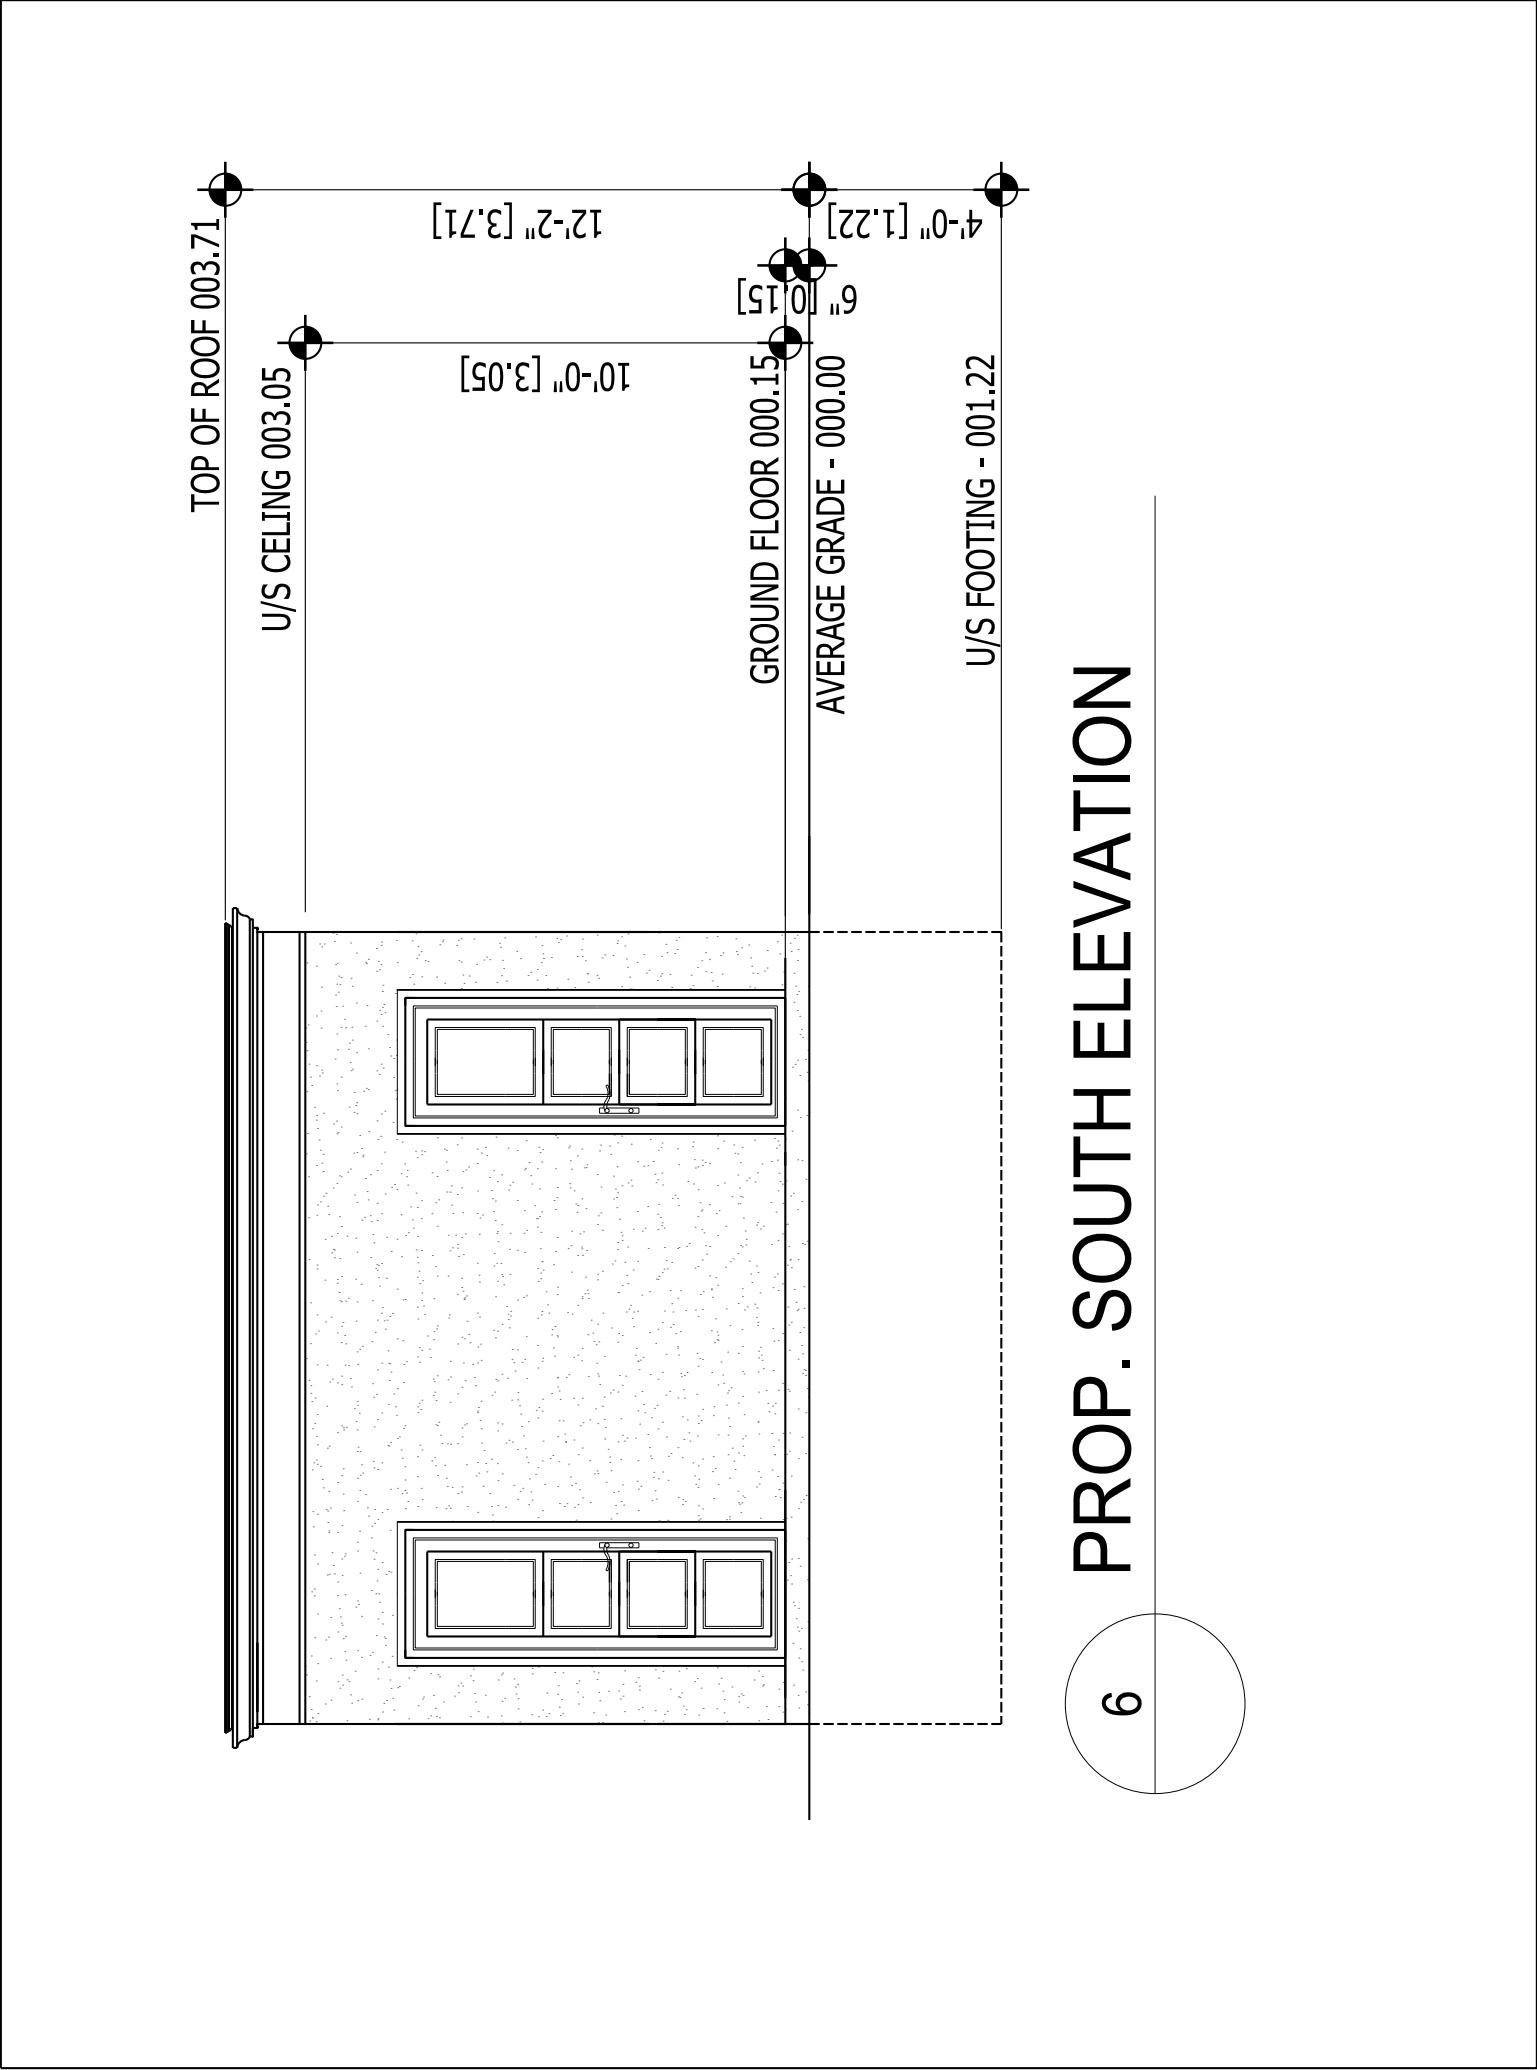 TOP OF ROOF 003.71
12'-2" [3.71]
U/S CELING 003.05
10'-0" [3.05]
GROUND FLOOR 000.15
6" [0.15]
AVERAGE GRADE - 000.00
4'-0" [1.22]
U/S FOOTING - 001.22
6
PROP. SOUTH ELEVATION